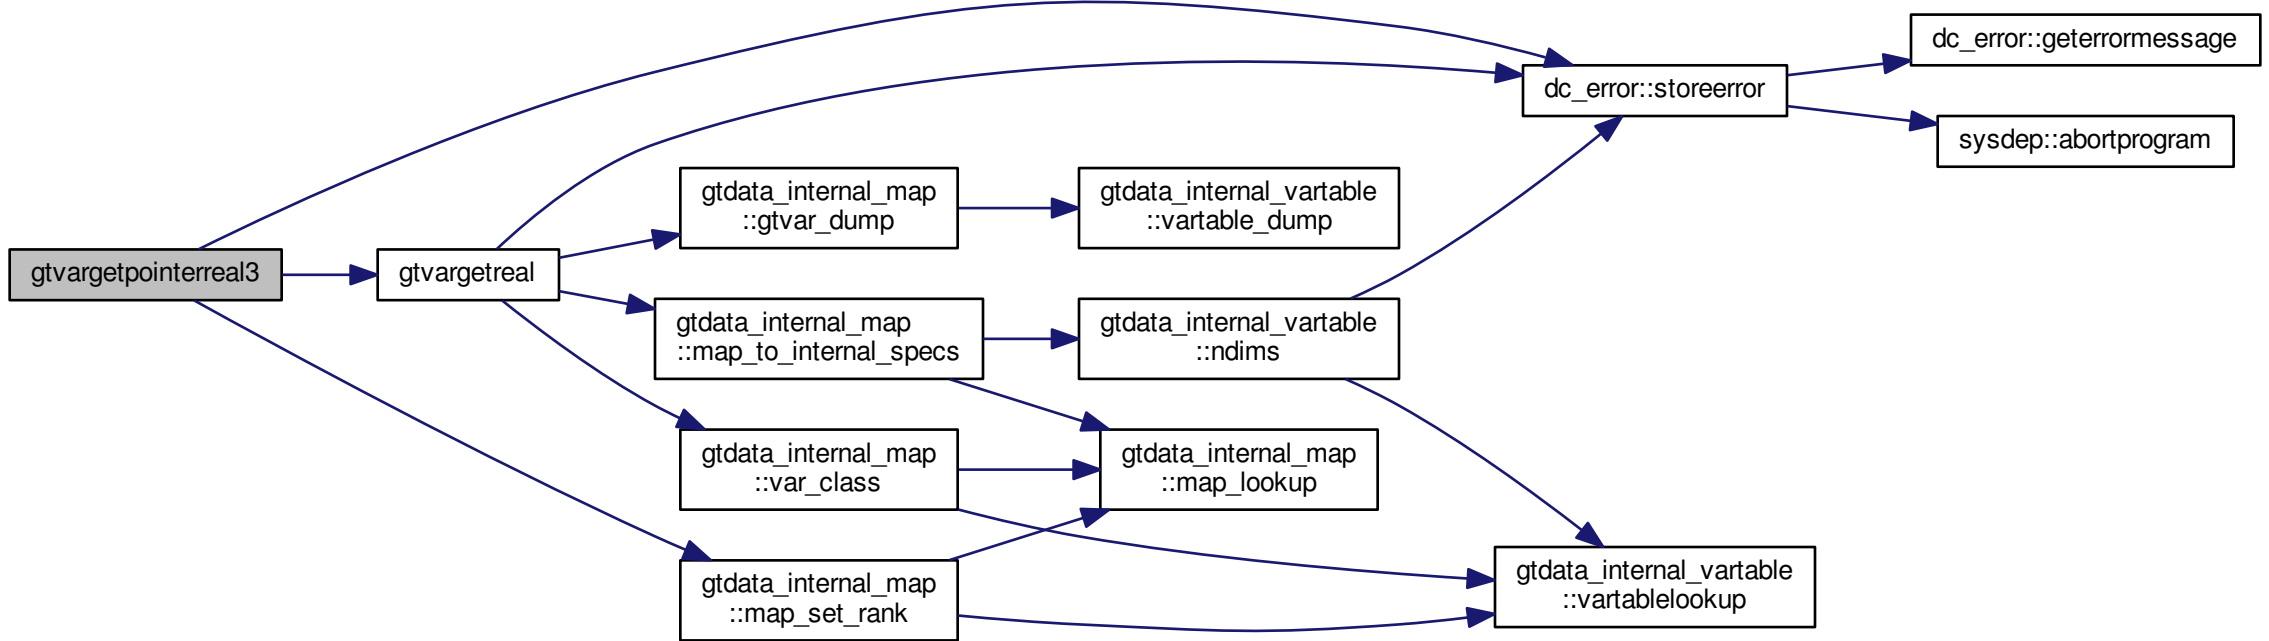 gtvargetpointerreal3
gtvargetreal
gtdata_internal_map
::gtvar_dump
gtdata_internal_map
::map_to_internal_specs
gtdata_internal_map
::var_class
gtdata_internal_map
::map_set_rank
gtdata_internal_vartable
::vartable_dump
gtdata_internal_vartable
::ndims
gtdata_internal_map
::map_lookup
dc_error::storeerror
gtdata_internal_vartable
::vartablelookup
dc_error::geterrormessage
sysdep::abortprogram